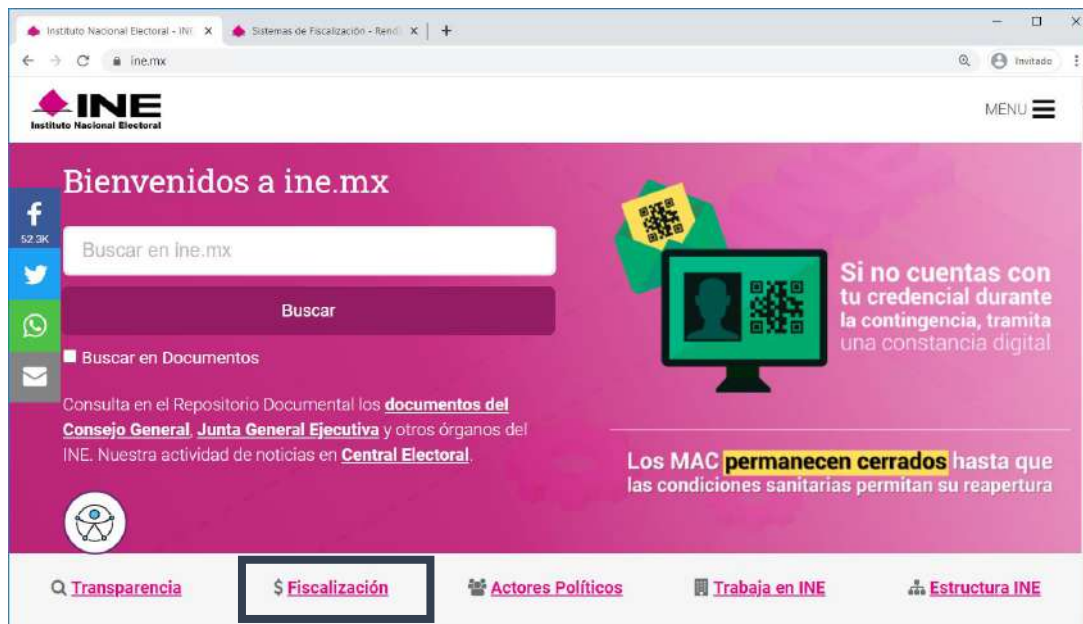 Instituto Nacional Electoral - INE
Sistemas de Fiscalización - Rendi
ine.mx
Invitado
INE
Instituto Nacional Electoral
MENU
Bienvenidos a ine.mx
52.3K
Buscar en ine.mx
Buscar
Buscar en Documentos
Consulta en el Repositorio Documental los documentos del
Consejo General, Junta General Ejecutiva y otros órganos del
INE. Nuestra actividad de noticias en Central Electoral.
Si no cuentas con
tu credencial durante
la contingencia, tramita
una constancia digital
Los MAC permanecen cerrados hasta que
las condiciones sanitarias permitan su reapertura
Transparencia
$ Fiscalización
Actores Políticos
Trabaja en INE
Estructura INE